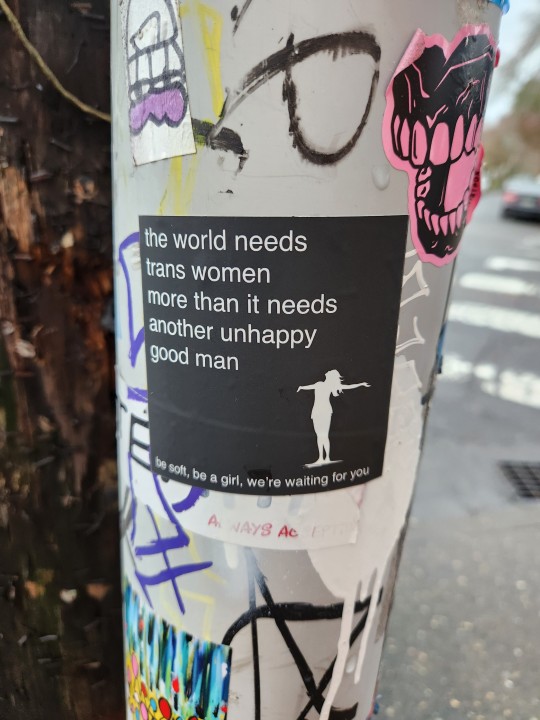 the world needs
trans women
more than it needs
another unhappy
good man
be soft, be a girl, we're waiting for you